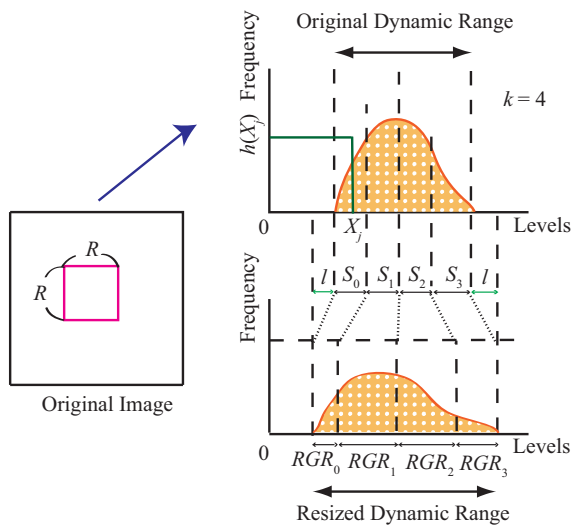 Original Dynamic Range
Frequency
h(X_j)
k = 4
0
X_j
Levels
R
R
Original Image
l S_0 S_1 S_2 S_3 l
Frequency
0
Levels
RGR_0 RGR_1 RGR_2 RGR_3
Resized Dynamic Range